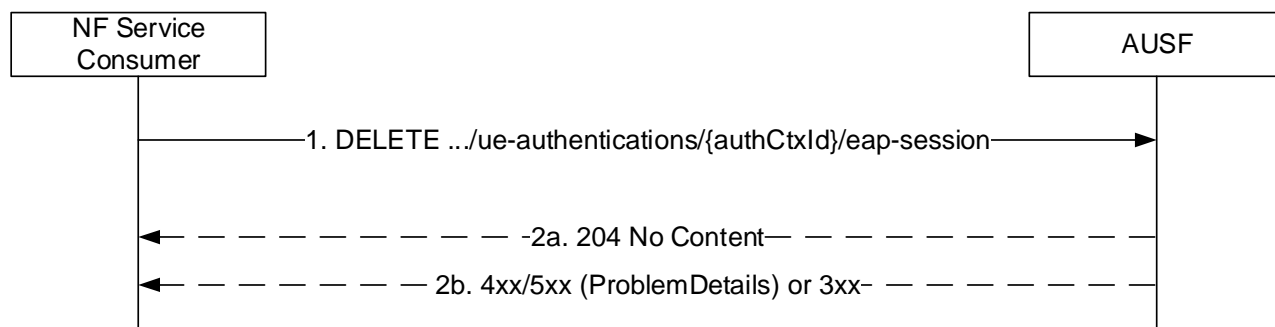 NF Service
Consumer
AUSF
1. DELETE .../ue-authentications/{authCtxId}/eap-session
2a. 204 No Content
2b. 4xx/5xx (ProblemDetails) or 3xx